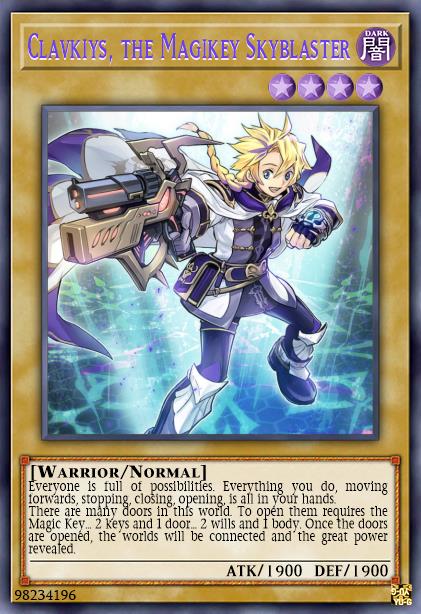 CLAVKIYS, THE MAGIKEY SKYBLASTER
DARK
闇
[WARRIOR/NORMAL]
Everyone is full of possibilities. Everything you do, moving
forwards, stopping, closing, opening, is all in your hands.
There are many doors in this world. To open them requires the
Magic Key... 2 keys and 1 door... 2 wills and 1 body. Once the doors
are opened, the worlds will be connected and the great power
revealed.
ATK/1900 DEF/1900
98234196